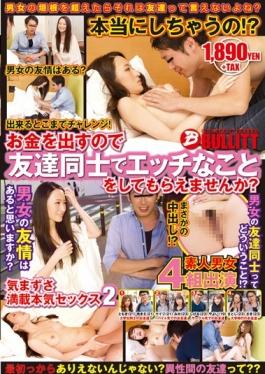 男女の垣根を超えたらそれは友達って言えないよね？
本当にしちゃうの!?
1,890YEN
+TAX
男女の友情はある？
出来るとこまでチャレンジ！
BULLITT
お金を出すので
友達同士でエッチなこと
をしてもらえませんか？
まさかの
中出し!?
男女の友達同士って
どういうこと？
男女の友情は
あると思いますか？
素人男女
4組出演
気まずさ
満載本気セックス2
最初っからありえないんじゃない？異性間の友達って??